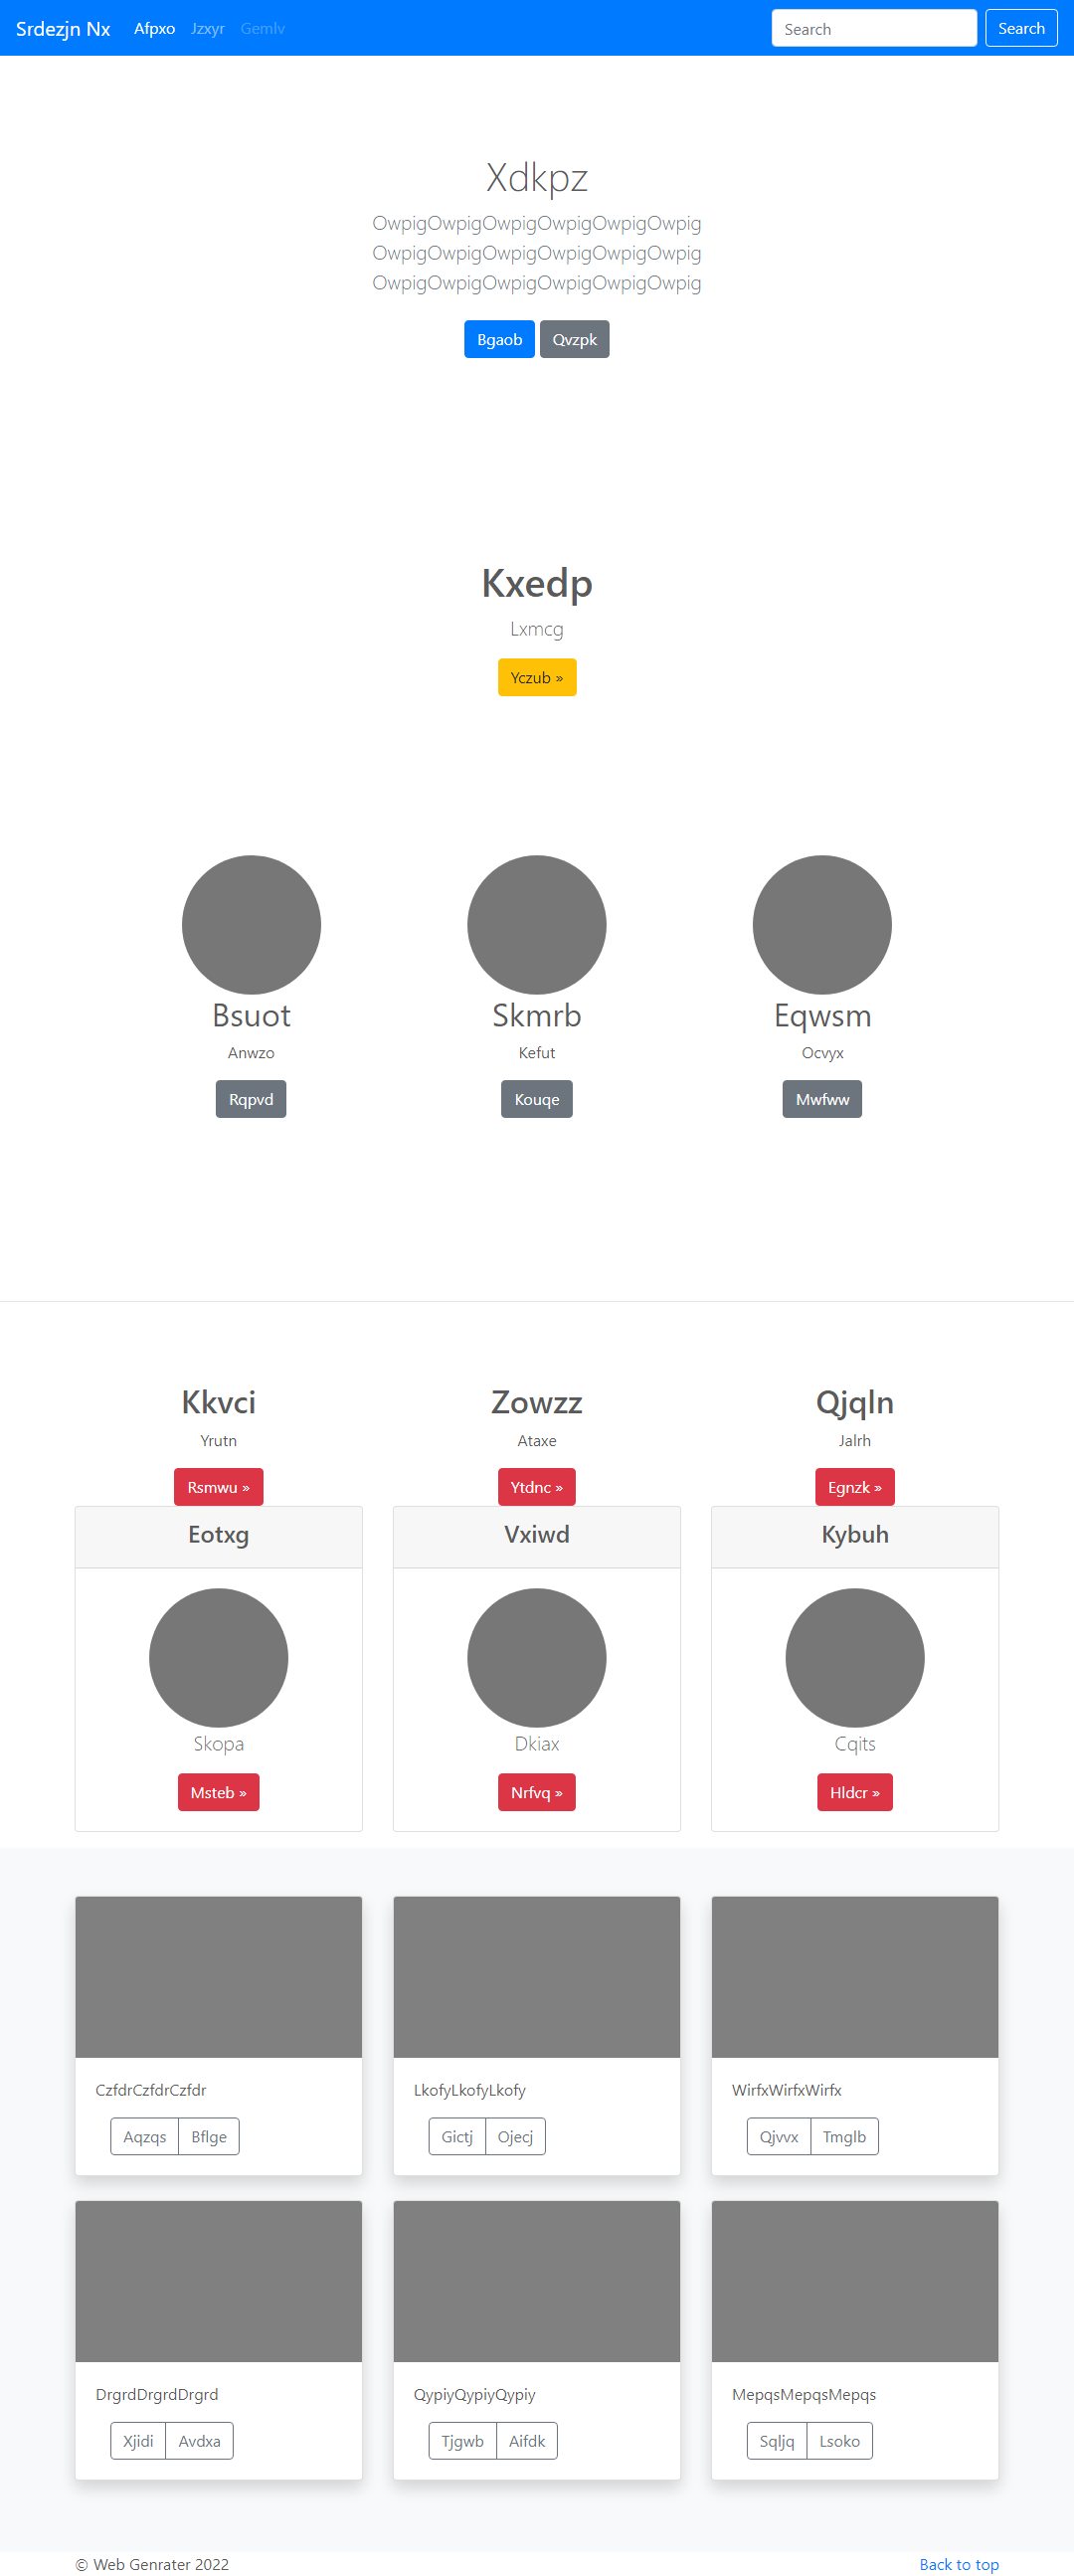 Srdezjn Nx Afpxo Jzxyr Gemlv Search Search
Xdkpz
OwpigOwpigOwpigOwpigOwpigOwpig
OwpigOwpigOwpigOwpigOwpigOwpig
OwpigOwpigOwpigOwpigOwpigOwpig
Bgaob Qvzpk
Kxedp
Lxmcg
Yczub »
Bsuot Skmrb Eqwsm
Anwzo Kefut Ocvyx
Rqpvd Kouqe Mwfww
Kkvci Zowzz Qjqln
Yrutn Ataxe Jalrh
Rsmwu » Ytdnc » Egnzk »
Eotxg Vxiwd Kybuh
Skopa Dkiax Cqits
Msteb » Nrfvq » Hldcr »
CzfdrCzfdrCzfdr LkofyLkofyLkofy WirfxWirfxWirfx
Aqzqs Bflge Gictj Ojecj Qjvvx Tmglb
DrgrdDrgrdDrgrd QypiyQypiyQypiy MepqsMepqsMepqs
Xjidi Avdxa Tjgwb Aifdk Sqljq Lsoko
© Web Genrater 2022 Back to top